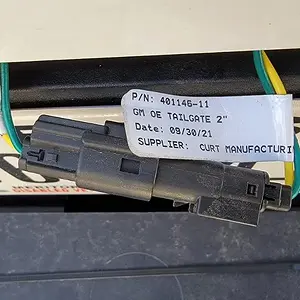 P/N: 401146-11
GM OE TAILGATE 2"
Date: 09/30/21
SUPPLIER: CURT MANUFACTURI